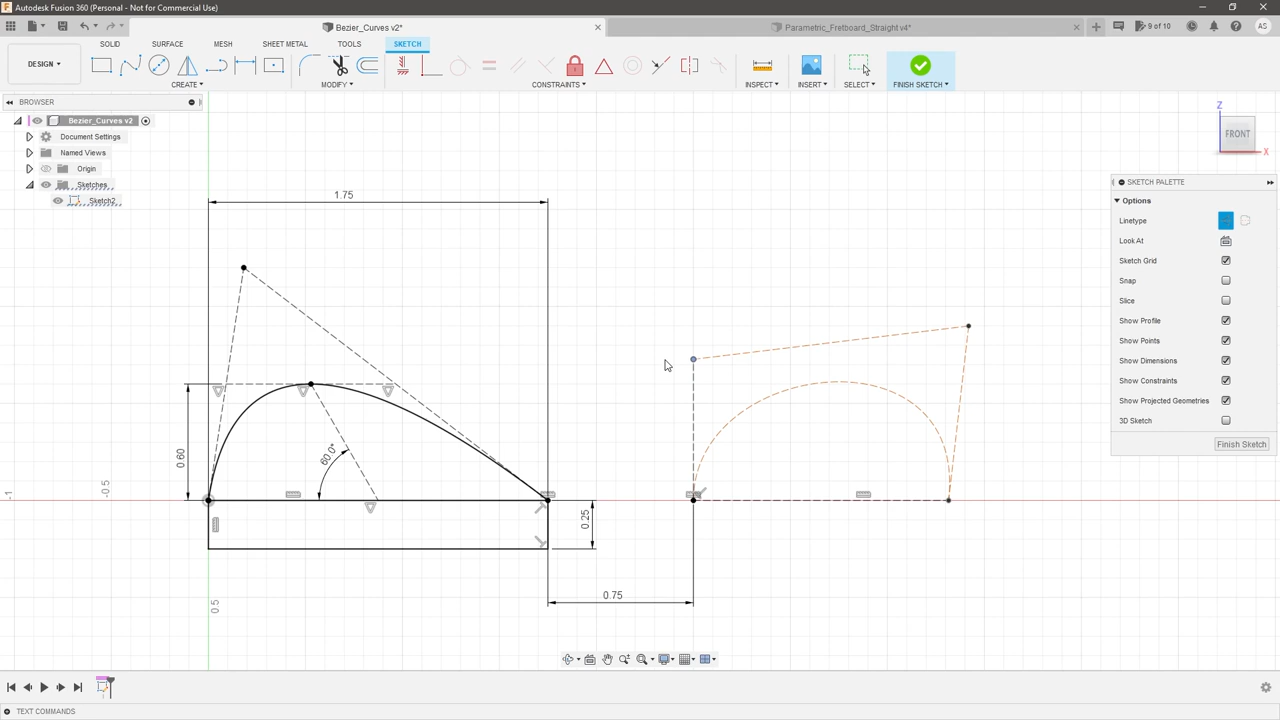 Autodesk Fusion 360 (Personal - Not for Commercial Use)
Bezier_Curves v2*
Parametric_Fretboard_Straight v4*
9 of 10
AS
SOLID
SURFACE
MESH
SHEET METAL
TOOLS
SKETCH
DESIGN
CREATE
MODIFY
CONSTRAINTS
INSPECT
INSERT
SELECT
FINISH SKETCH
BROWSER
Bezier_Curves v2
Document Settings
Named Views
Origin
Sketches
Sketch2
Z
FRONT
X
SKETCH PALETTE
Options
Linetype
Look At
Sketch Grid
Snap
Slice
Show Profile
Show Points
Show Dimensions
Show Constraints
Show Projected Geometries
3D Sketch
Finish Sketch
1.75
0.60
60.0°
-1
-0.5
0.25
0.75
0.5
TEXT COMMANDS